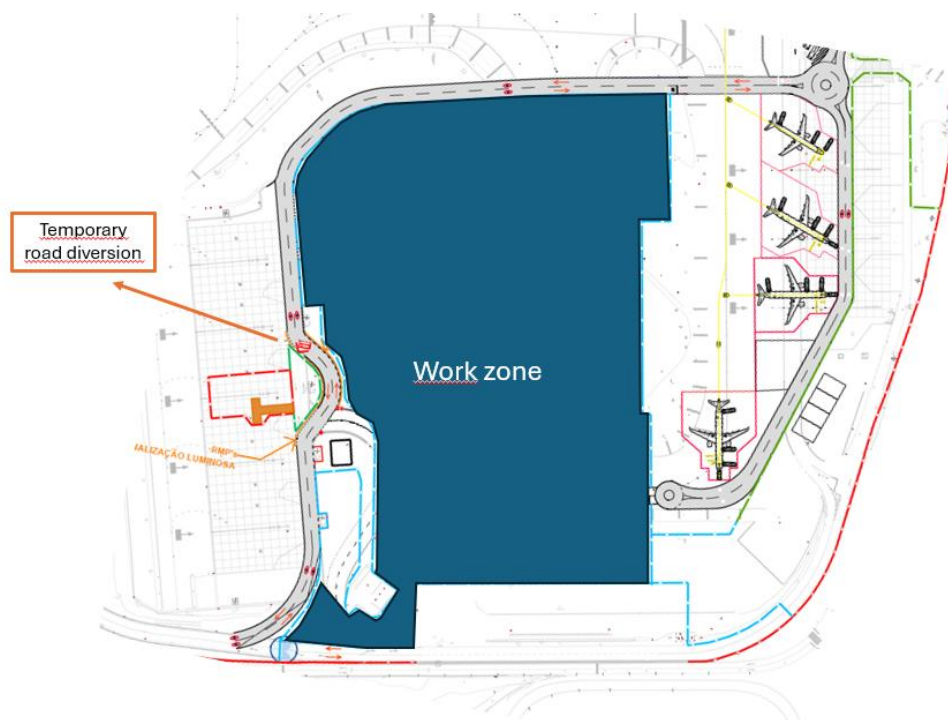 Temporary
road diversion
Work zone
PMP's
IALIZAÇÃO LUMINOSA